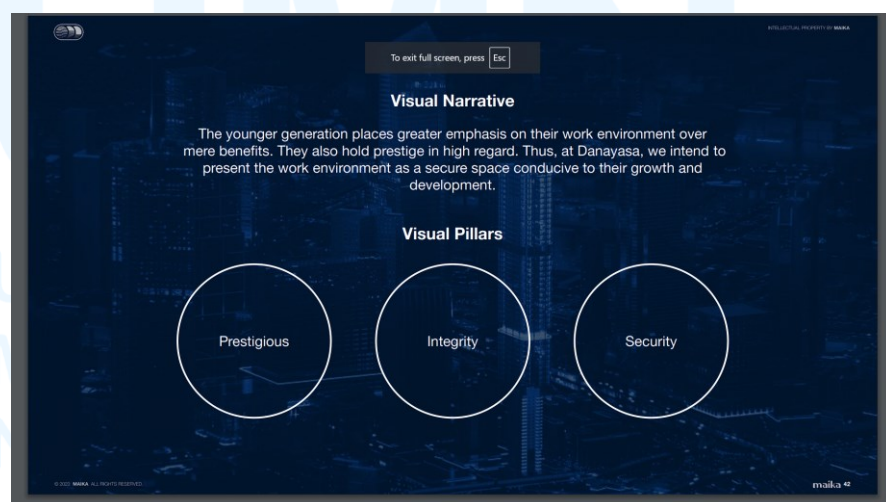 INTELLECTUAL PROPERTY BY MAIKA
To exit full screen, press Esc
Visual Narrative
The younger generation places greater emphasis on their work environment over
mere benefits. They also hold prestige in high regard. Thus, at Danayasa, we intend to
present the work environment as a secure space conducive to their growth and
development.
Visual Pillars
Prestigious
Integrity
Security
MAIKA ALL RIGHTS RESERVED
maika 42